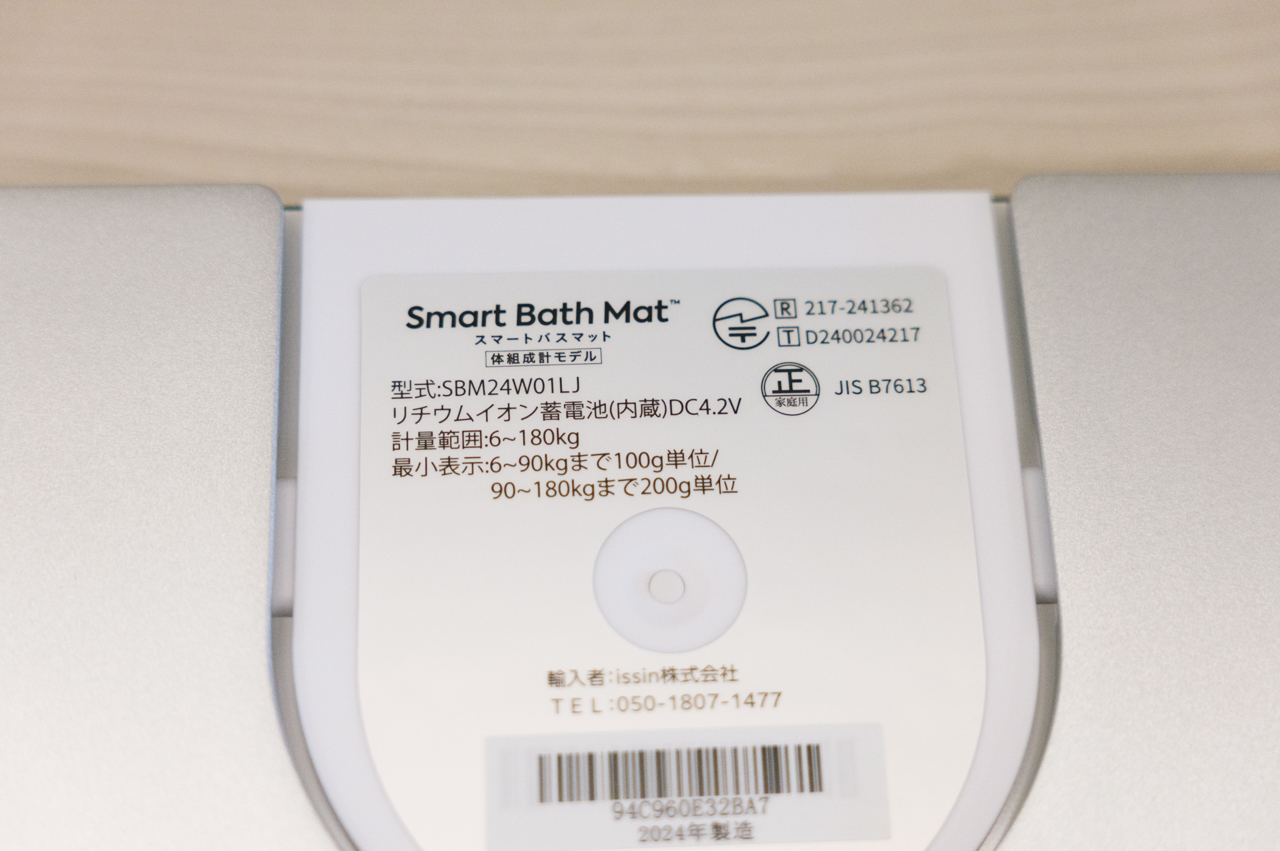 Smart Bath Mat™
スマートバスマット
体組成計モデル
R 217-241362
T D240024217
正
家庭用
JIS B7613
型式:SBM24W01LJ
リチウムイオン蓄電池(内蔵)DC4.2V
計量範囲:6~180kg
最小表示:6~90kgまで100g単位/
90~180kgまで200g単位
輸入者:issin株式会社
TEL:050-1807-1477
94C960E32BA7
2024年製造